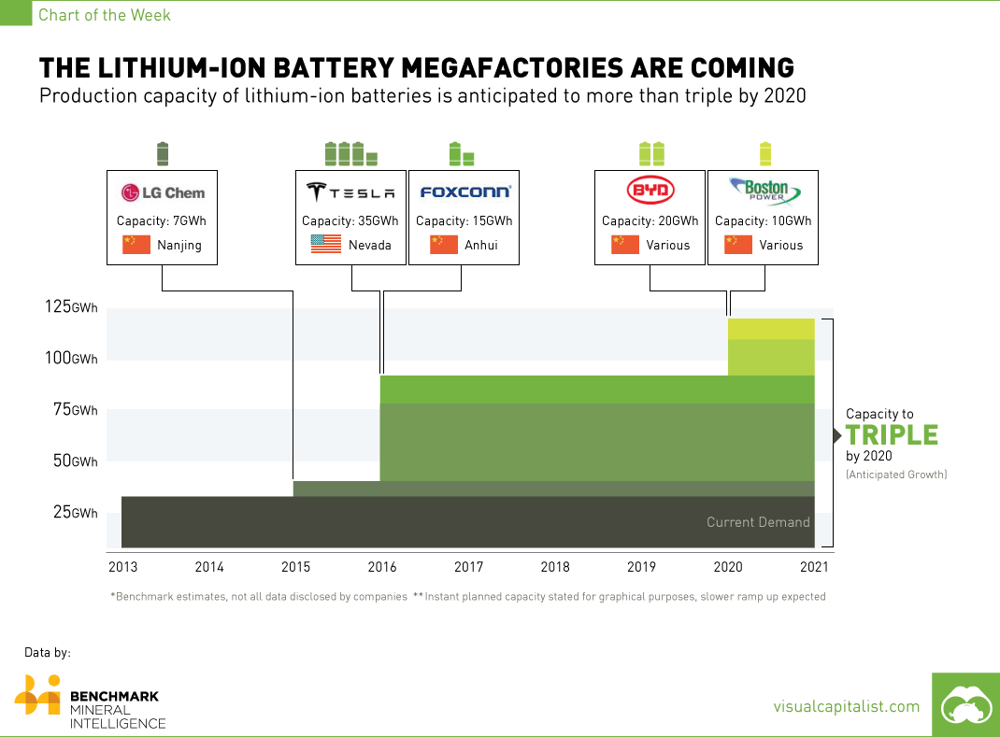 Chart of the Week
THE LITHIUM-ION BATTERY MEGAFACTORIES ARE COMING
Production capacity of lithium-ion batteries is anticipated to more than triple by 2020
LG Chem
Capacity: 7GWh
Nanjing
TESLA
Capacity: 35GWh
Nevada
FOXCONN®
Capacity: 15GWh
Anhui
BYD
Capacity: 20GWh
Various
Boston
POWER
Capacity: 10GWh
Various
125GWh
100GWh
75GWh
50GWh
25GWh
Capacity to
TRIPLE
by 2020
(Anticipated Growth)
Current Demand
2013 2014 2015 2016 2017 2018 2019 2020 2021
*Benchmark estimates, not all data disclosed by companies **Instant planned capacity stated for graphical purposes, slower ramp up expected
Data by:
BENCHMARK
MINERAL
INTELLIGENCE
visualcapitalist.com